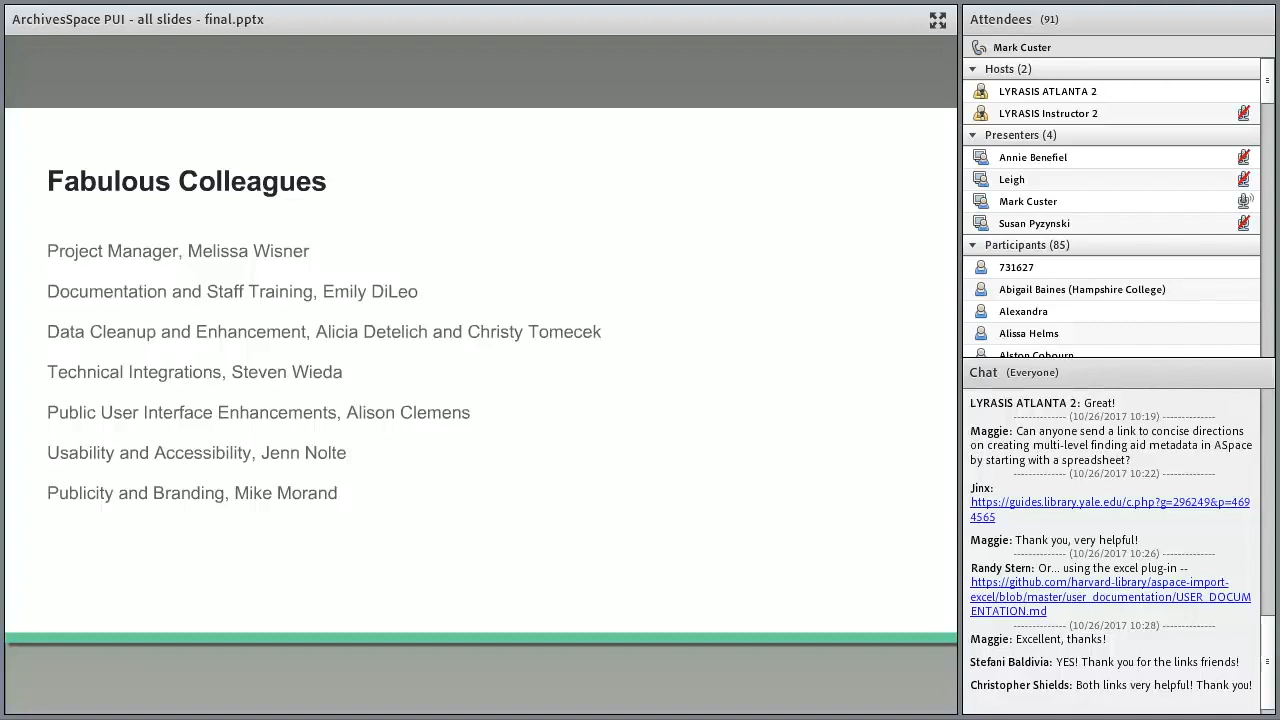 ArchivesSpace PUI - all slides - final.pptx
Fabulous Colleagues
Project Manager, Melissa Wisner
Documentation and Staff Training, Emily DiLeo
Data Cleanup and Enhancement, Alicia Detelich and Christy Tomecek
Technical Integrations, Steven Wieda
Public User Interface Enhancements, Alison Clemens
Usability and Accessibility, Jenn Nolte
Publicity and Branding, Mike Morand
Attendees (91)
Mark Custer
Hosts (2)
LYRASIS ATLANTA 2
LYRASIS Instructor 2
Presenters (4)
Annie Benefiel
Leigh
Mark Custer
Susan Pyzynski
Participants (85)
731627
Abigail Baines (Hampshire College)
Alexandra
Alissa Helms
Alston Cobourn
Chat (Everyone)
LYRASIS ATLANTA 2: Great!
-------------- (10/26/2017 10:19) --------------
Maggie: Can anyone send a link to concise directions
on creating multi-level finding aid metadata in ASpace
by starting with a spreadsheet?
-------------- (10/26/2017 10:22) --------------
Jinx:
https://guides.library.yale.edu/c.php?g=296249&p=469
4565
Maggie: Thank you, very helpful!
-------------- (10/26/2017 10:26) --------------
Randy Stern: Or... using the excel plug-in --
https://github.com/harvard-library/aspace-import-
excel/blob/master/user_documentation/USER_DOCUM
ENTATION.md
-------------- (10/26/2017 10:28) --------------
Maggie: Excellent, thanks!
Stefani Baldivia: YES! Thank you for the links friends!
Christopher Shields: Both links very helpful! Thank you!